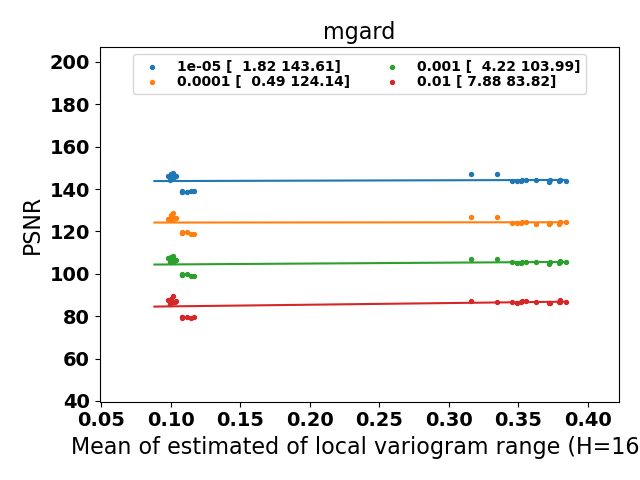 mgard
1e-05 [  1.82 143.61]
0.0001 [  0.49 124.14]
0.001 [  4.22 103.99]
0.01 [ 7.88 83.82]
PSNR
200
180
160
140
120
100
80
60
40
0.05 0.10 0.15 0.20 0.25 0.30 0.35 0.40
Mean of estimated of local variogram range (H=16